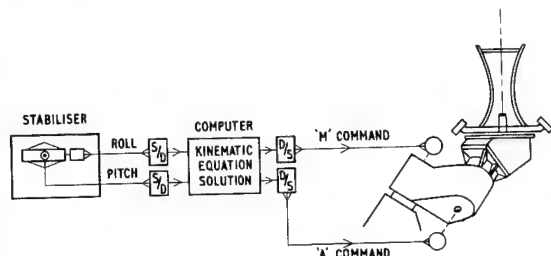 STABILISER
ROLL
PITCH
S/D
S/D
COMPUTER
KINEMATIC
EQUATION
SOLUTION
D/S
D/S
'M' COMMAND
'A' COMMAND